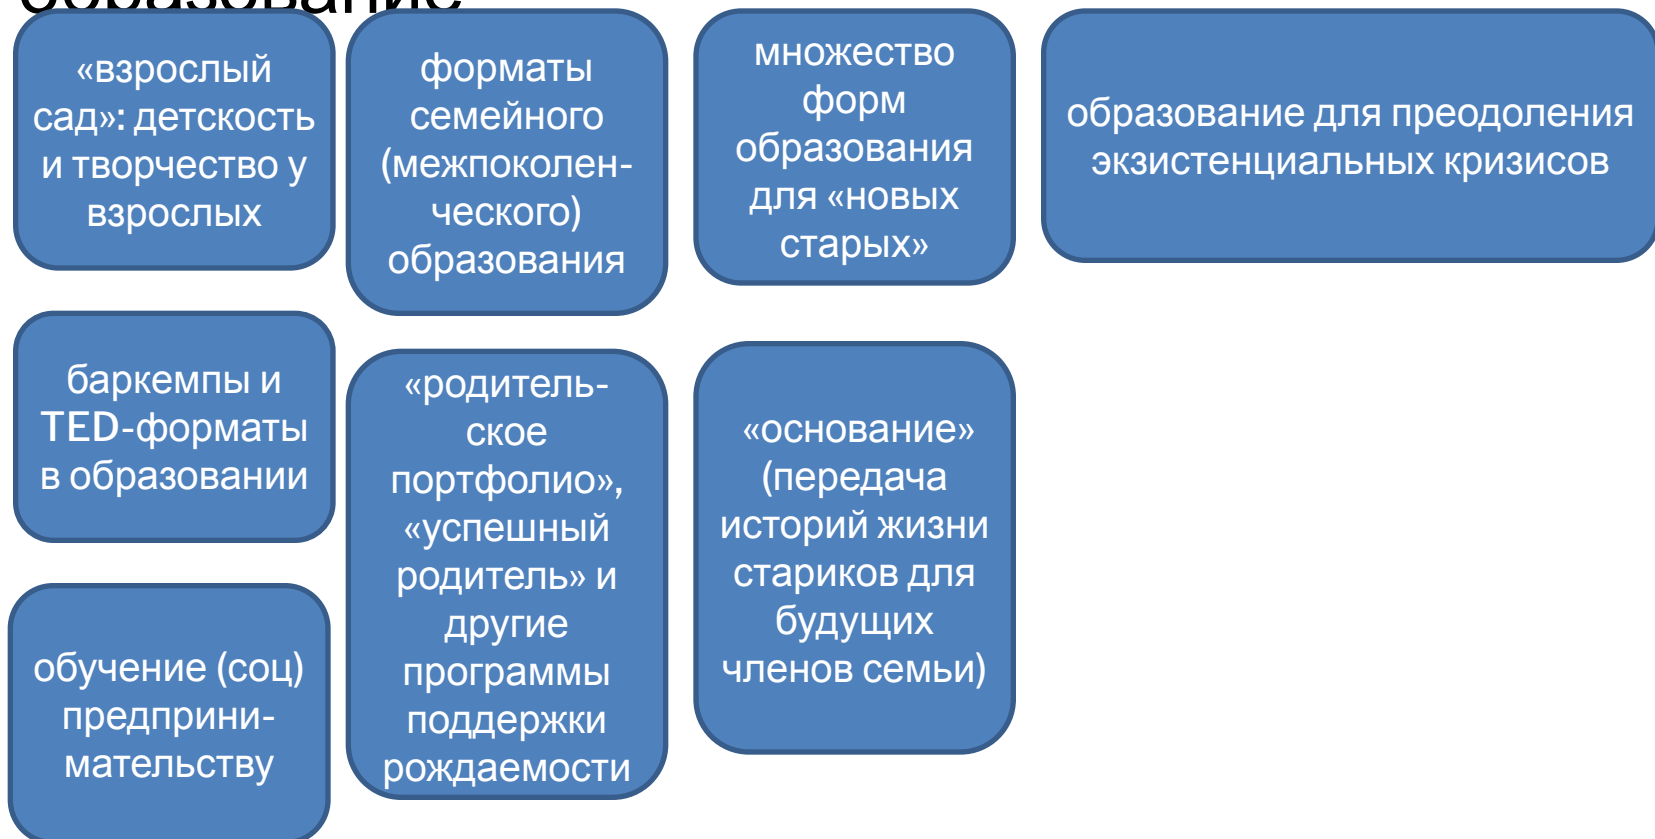 образование
«взрослый
сад»: детскость
и творчество у
взрослых
форматы
семейного
(межпоколен-
ческого)
образования
множество
форм
образования
для «новых
старых»
образование для преодоления
экзистенциальных кризисов
баркемпы и
TED-форматы
в образовании
«родитель-
ское
портфолио»,
«успешный
родитель» и
другие
программы
поддержки
рождаемости
«основание»
(передача
историй жизни
стариков для
будущих
членов семьи)
обучение (соц)
предприни-
мательству